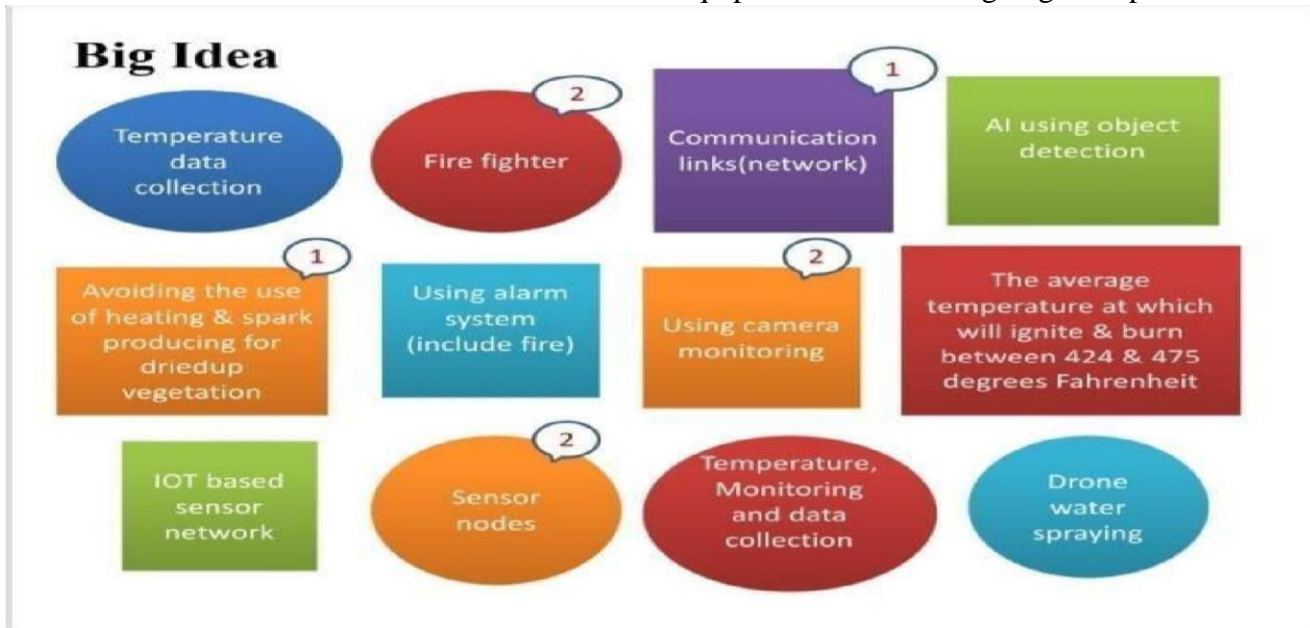 Big Idea
Temperature
data
collection
2
Fire fighter
1
Communication
links(network)
AI using object
detection
1
Avoiding the use
of heating & spark
producing for
driedup
vegetation
Using alarm
system
(include fire)
2
Using camera
monitoring
The average
temperature at which
will ignite & burn
between 424 & 475
degrees Fahrenheit
IOT based
sensor
network
2
Sensor
nodes
Temperature,
Monitoring
and data
collection
Drone
water
spraying